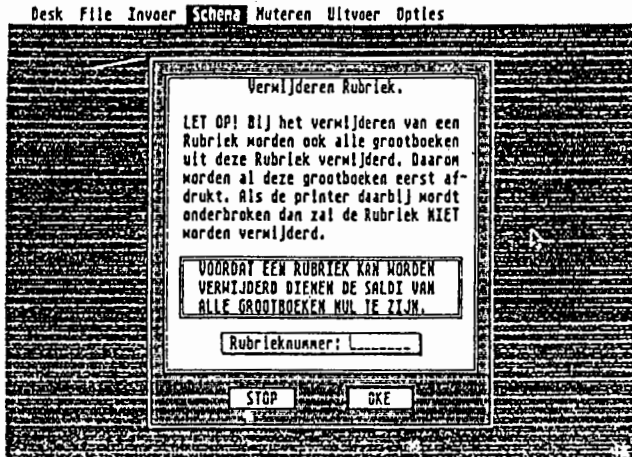 Desk File Invoer Schema Muteren Uitvoer Opties
Verwijderen Rubriek.
LET OP! Bij het verwijderen van een
Rubriek worden ook alle grootboeken
uit deze Rubriek verwijderd. Daarom
worden al deze grootboeken eerst af-
drukt. Als de printer daarbij wordt
onderbroken dan zal de Rubriek NIET
worden verwijderd.
VOORDAT EEN RUBRIEK KAN WORDEN
VERWIJDERD DIENEN DE SALDI VAN
ALLE GROOTBOEKEN NUL TE ZIJN.
Rubrieknummer: ________
STOP OKE